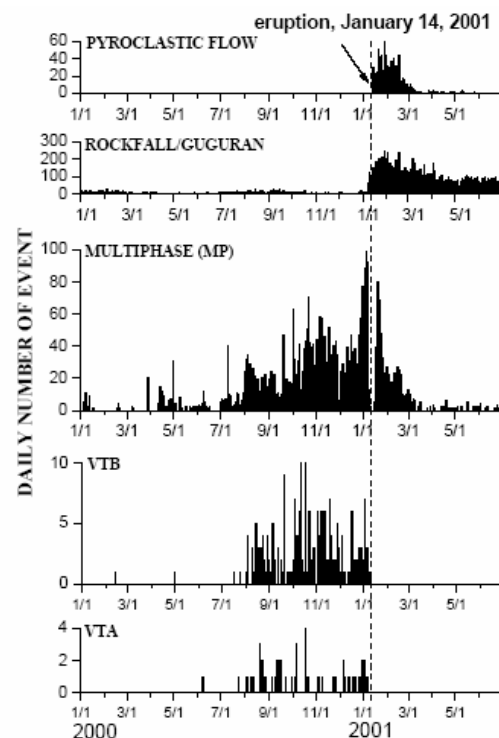 eruption, January 14, 2001
DAILY NUMBER OF EVENT
PYROCLASTIC FLOW
60
40
20
0
1/1 3/1 5/1 7/1 9/1 11/1 1/1 3/1 5/1
ROCKFALL/GUGURAN
300
200
100
0
1/1 3/1 5/1 7/1 9/1 11/1 1/1 3/1 5/1
MULTIPHASE (MP)
100
80
60
40
20
0
1/1 3/1 5/1 7/1 9/1 11/1 1/1 3/1 5/1
VTB
10
5
0
1/1 3/1 5/1 7/1 9/1 11/1 1/1 3/1 5/1
VTA
4
2
0
1/1 3/1 5/1 7/1 9/1 11/1 1/1 3/1 5/1
2000 2001